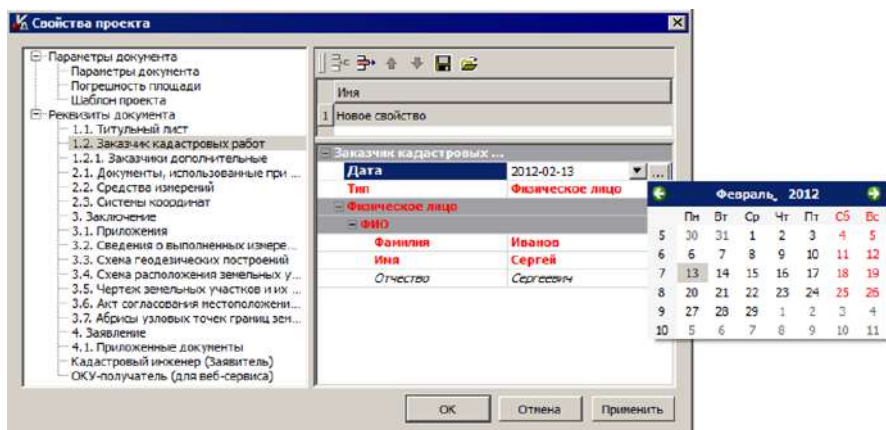 Свойства проекта
Параметры документа
Параметры документа
Погрешность площади
Шаблон проекта
Реквизиты документа
1.1. Титульный лист
1.2. Заказчик кадастровых работ
1.2.1. Заказчики дополнительные
2.1. Документы, использованные при ...
2.2. Средства измерений
2.3. Системы координат
3. Заключение
3.1. Приложения
3.2. Сведения о выполненных измере...
3.3. Схема геодезических построений
3.4. Схема расположения земельных у...
3.5. Чертеж земельных участков и их ...
3.6. Акт согласования местоположени...
3.7. Абрисы узловых точек границ зен...
4. Заявление
4.1. Приложенные документы
Кадастровый инженер (Заявитель)
ОКУ-получатель (для веб-сервиса)
Имя
1 Новое свойство
Заказчик кадастровых ...
Дата 2012-02-13 ...
Тип Физическое лицо
Физическое лицо
ФИО
Фамилия Иванов
Имя Сергей
Отчество Сергеевич
Февраль, 2012
Пн Вт Ср Чт Пт Сб Вс
5 30 31 1 2 3 4 5
6 6 7 8 9 10 11 12
7 13 14 15 16 17 18 19
8 20 21 22 23 24 25 26
9 27 28 29 1 2 3 4
10 5 6 7 8 9 10 11
ОК Отмена Применить